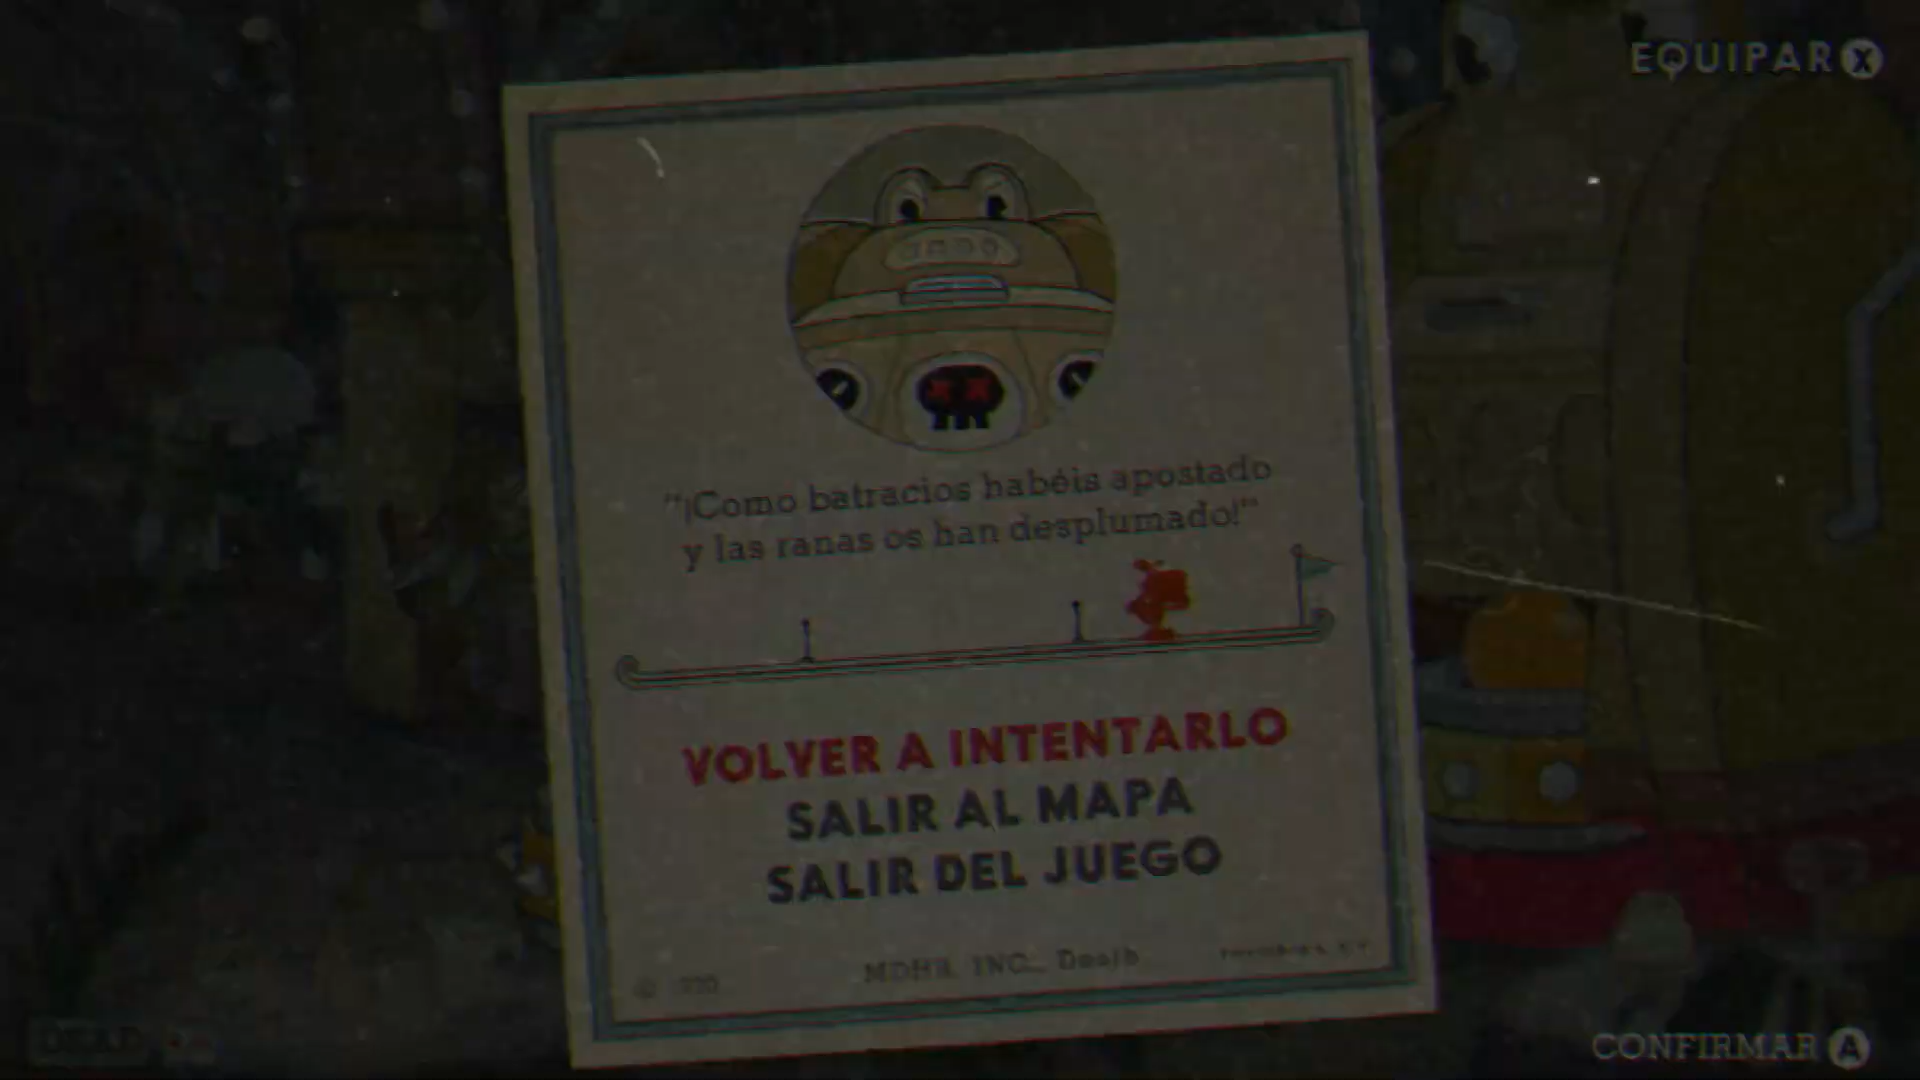 EQUIPAR X
"¡Como batracios habéis apostado
y las ranas os han desplumado!"
VOLVER A INTENTARLO
SALIR AL MAPA
SALIR DEL JUEGO
MDHR. INC.
DEAD
CONFIRMAR A